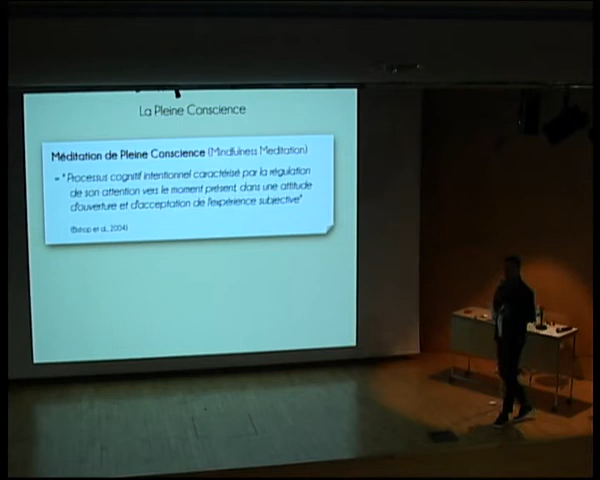 La Pleine Conscience
Méditation de Pleine Conscience (Mindfulness Meditation)
= "Processus cognitif intentionnel caractérisé par la régulation
de son attention vers le moment présent, dans une attitude
d'ouverture et d'acceptation de l'expérience subjective"
(Bishop et al., 2004)